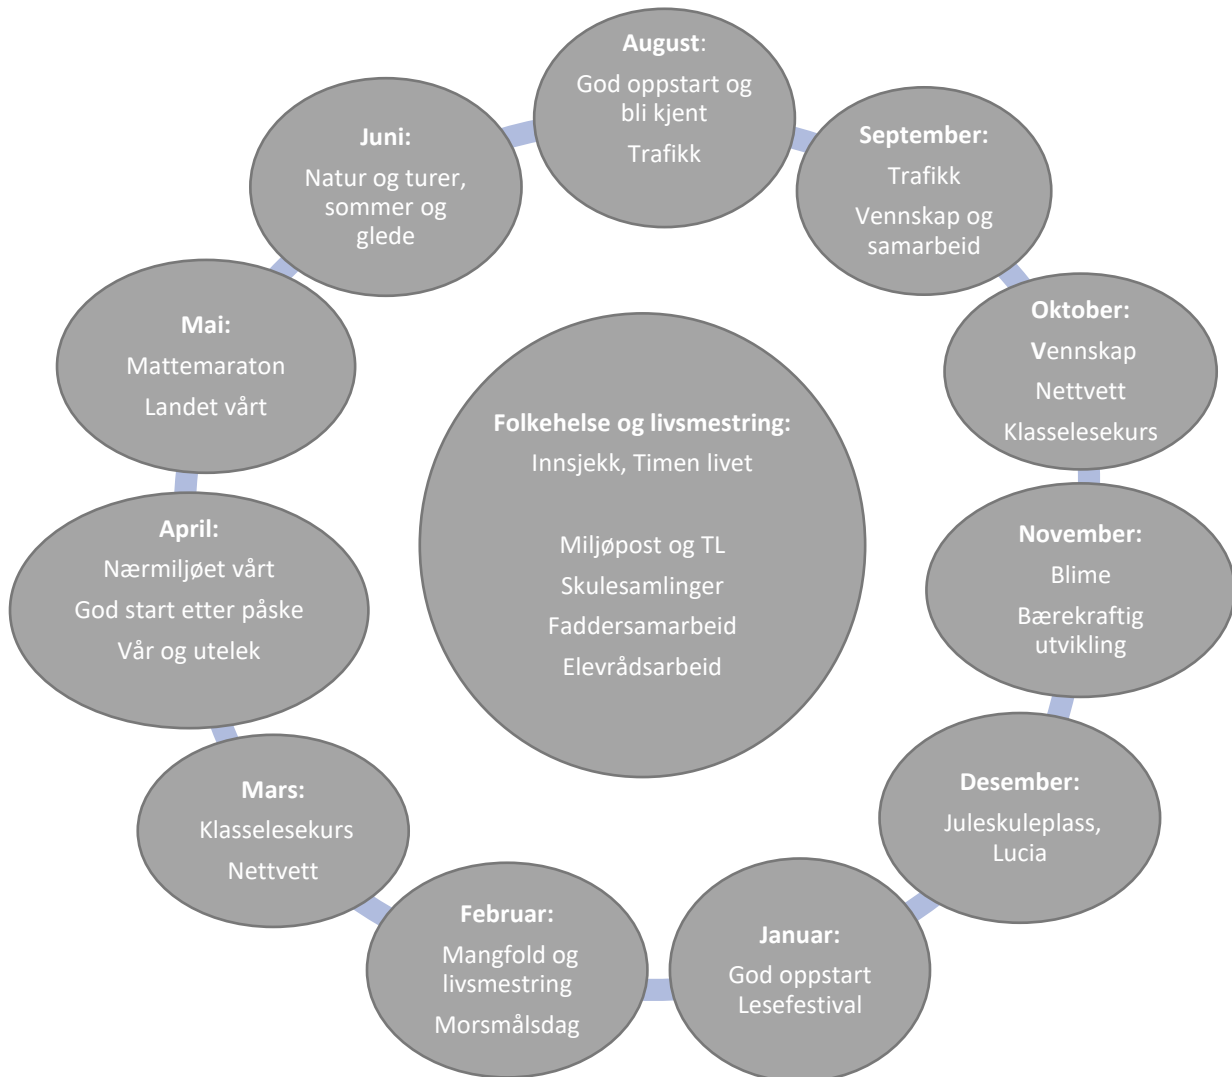 August:
God oppstart og
bli kjent
Trafikk
September:
Trafikk
Vennskap og
samarbeid
Oktober:
Vennskap
Nettvett
Klasselesekurs
November:
Blime
Bærekraftig
utvikling
Desember:
Juleskuleplass,
Lucia
Januar:
God oppstart
Lesefestival
Februar:
Mangfold og
livsmestring
Morsmålsdag
Mars:
Klasselesekurs
Nettvett
April:
Nærmiljøet vårt
God start etter påske
Vår og utelek
Mai:
Mattemaraton
Landet vårt
Juni:
Natur og turer,
sommer og
glede
Folkehelse og livsmestring:
Innsjekk, Timen livet
Miljøpost og TL
Skulesamlinger
Faddersamarbeid
Elevrådsarbeid